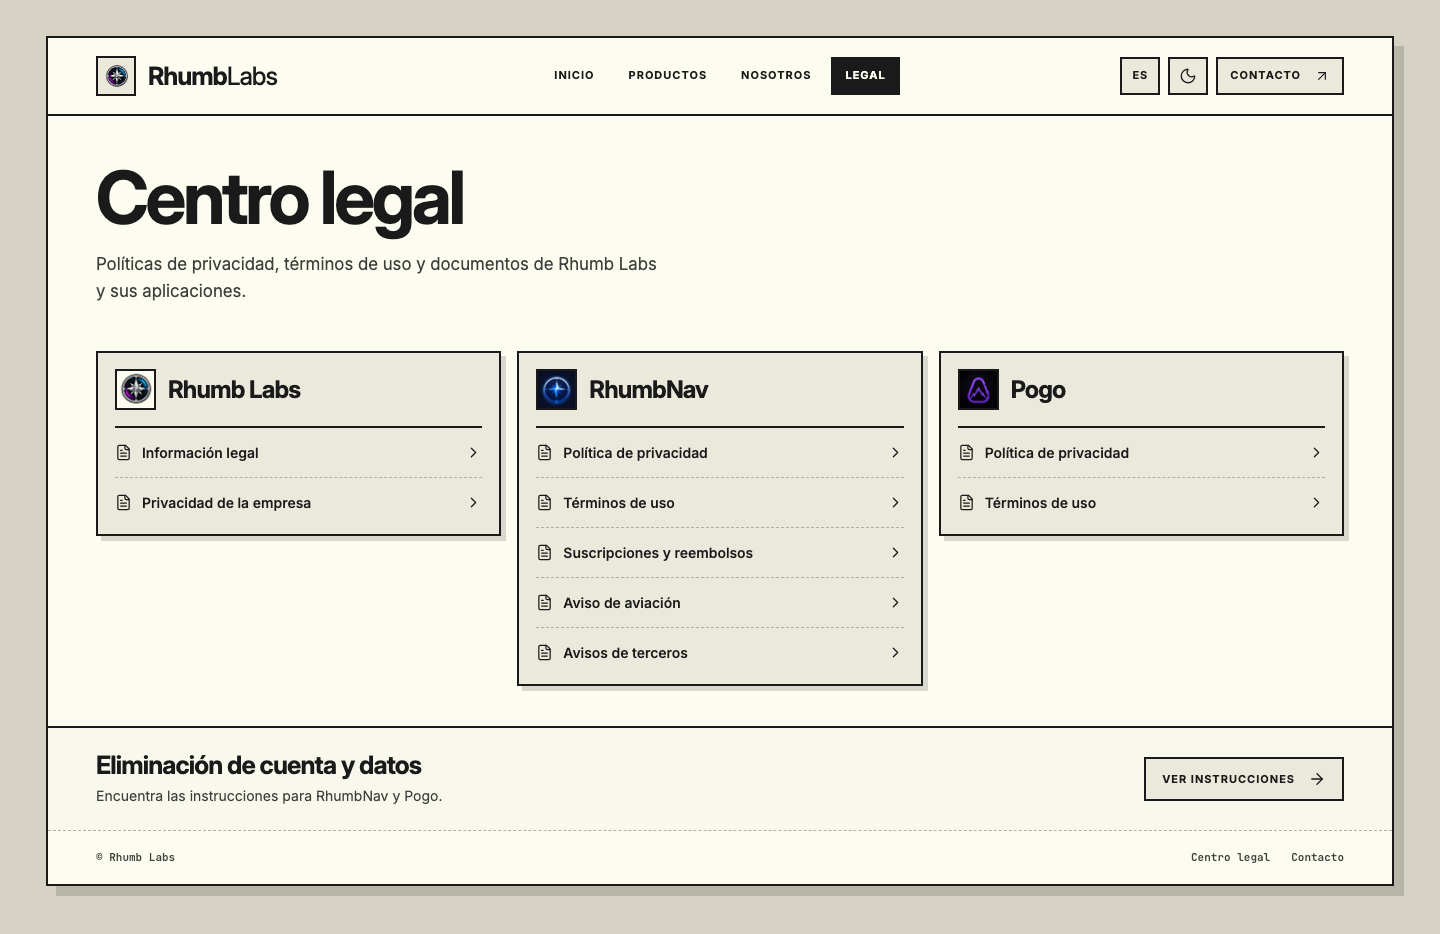 RhumbLabs
INICIO
PRODUCTOS
NOSOTROS
LEGAL
ES
CONTACTO
Centro legal
Políticas de privacidad, términos de uso y documentos de Rhumb Labs
y sus aplicaciones.
Rhumb Labs
Información legal
Privacidad de la empresa
RhumbNav
Política de privacidad
Términos de uso
Suscripciones y reembolsos
Aviso de aviación
Avisos de terceros
Pogo
Política de privacidad
Términos de uso
Eliminación de cuenta y datos
Encuentra las instrucciones para RhumbNav y Pogo.
VER INSTRUCCIONES
© Rhumb Labs
Centro legal
Contacto